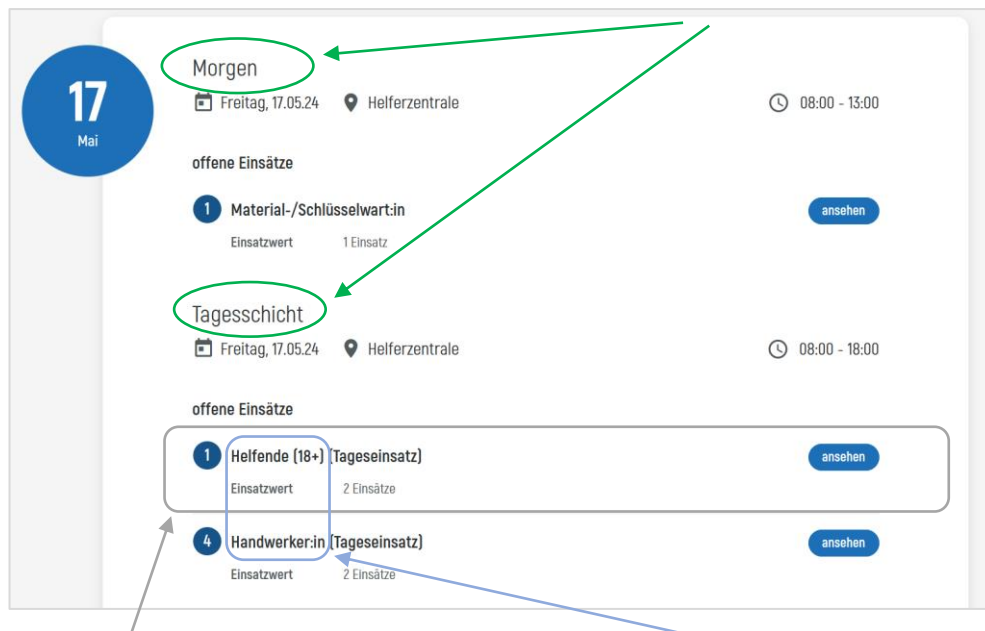 17
Mai
Morgen
Freitag, 17.05.24 Helferzentrale 08:00 - 13:00
offene Einsätze
1 Material-/Schlüsselwart:in ansehen
Einsatzwert 1 Einsatz
Tagesschicht
Freitag, 17.05.24 Helferzentrale 08:00 - 18:00
offene Einsätze
1 Helfende (18+) (Tageseinsatz) ansehen
Einsatzwert 2 Einsätze
4 Handwerker:in (Tageseinsatz) ansehen
Einsatzwert 2 Einsätze